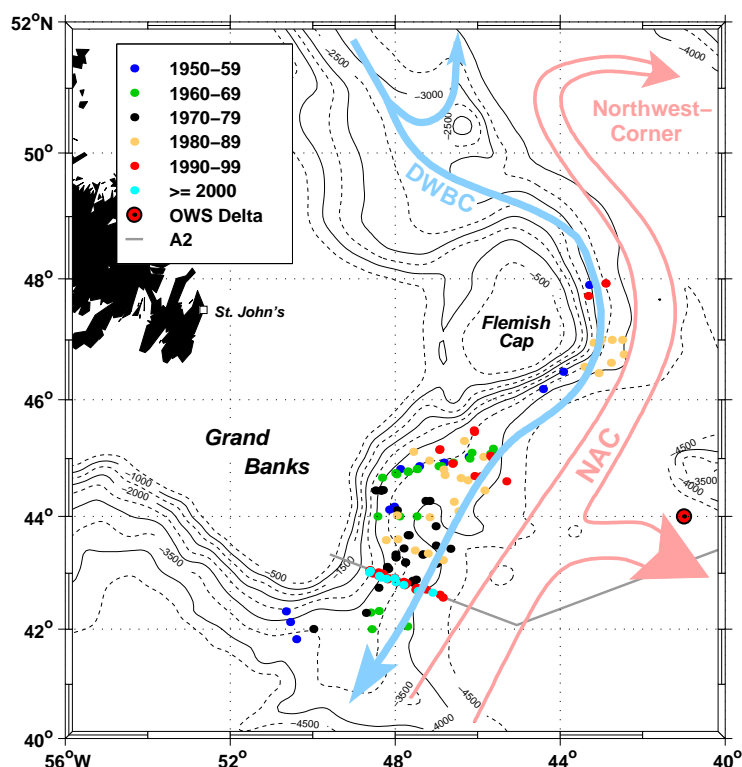 52°N
50°
48°
46°
44°
42°
40°
56°W
52°
48°
44°
40°
1950−59
1960−69
1970−79
1980−89
1990−99
>= 2000
OWS Delta
A2
Northwest−
Corner
DWBC
NAC
St. John's
Flemish
Cap
Grand
Banks
−2500
−3000
−2500
−4000
−500
−4500
−3500
−4000
−1000
−2000
−3500
−500
−1500
−3500
−4500
−4000
−4500